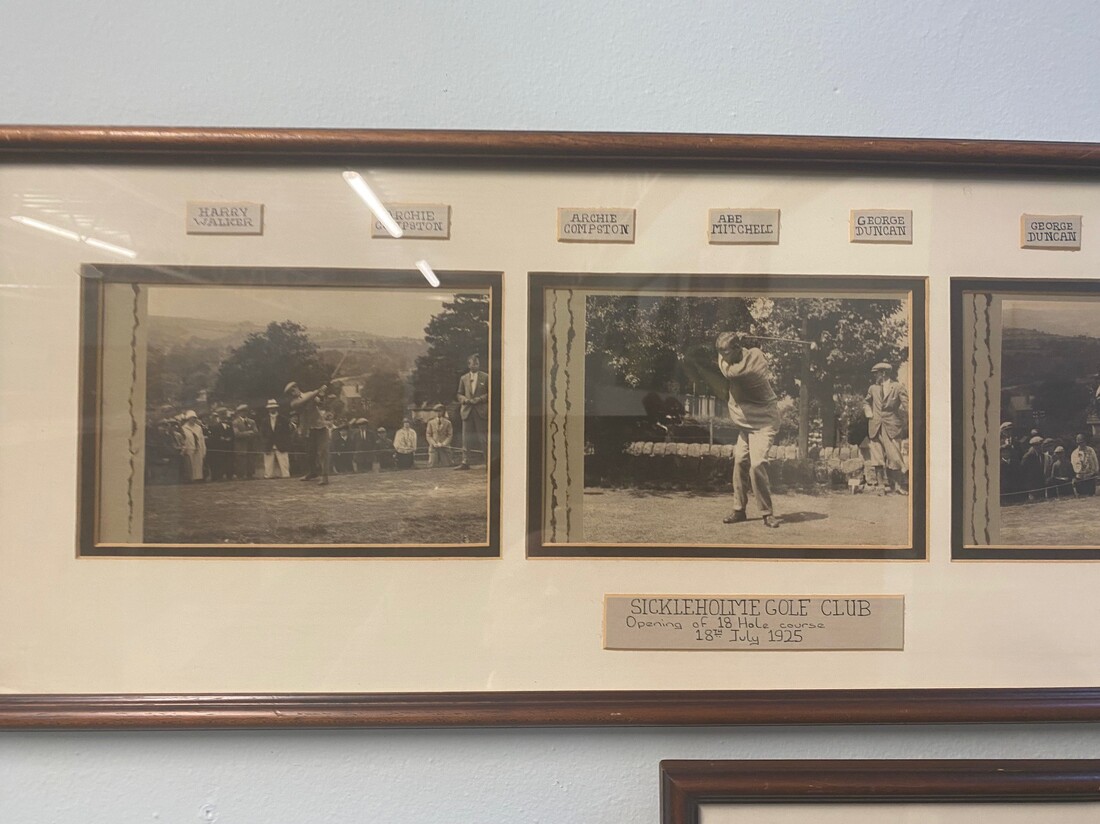 HARRY
WALKER
ARCHIE
COMPSTON
ARCHIE
COMPSTON
ABE
MITCHELL
GEORGE
DUNCAN
GEORGE
DUNCAN
SICKLEHOLME GOLF CLUB
Opening of 18 Hole course
18TH July 1925